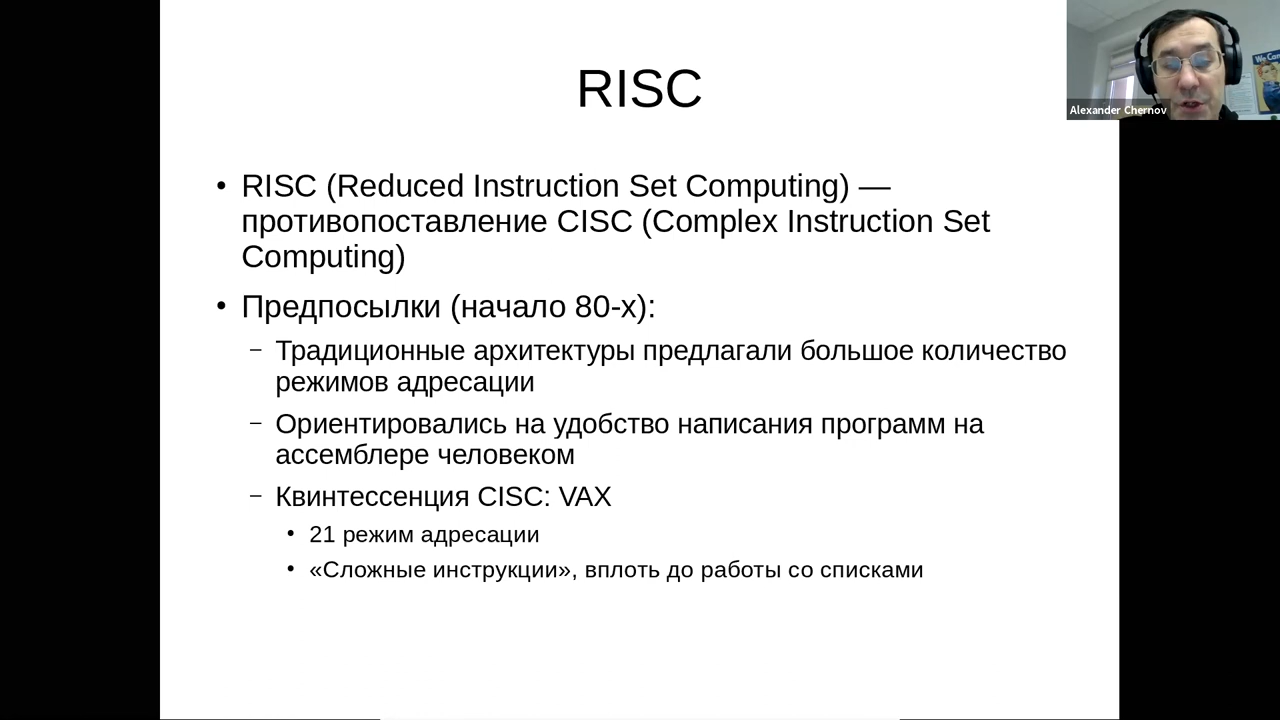 RISC
• RISC (Reduced Instruction Set Computing) —
противопоставление CISC (Complex Instruction Set
Computing)
• Предпосылки (начало 80-х):
– Традиционные архитектуры предлагали большое количество
режимов адресации
– Ориентировались на удобство написания программ на
ассемблере человеком
– Квинтессенция CISC: VAX
• 21 режим адресации
• «Сложные инструкции», вплоть до работы со списками
We Can
Alexander Chernov